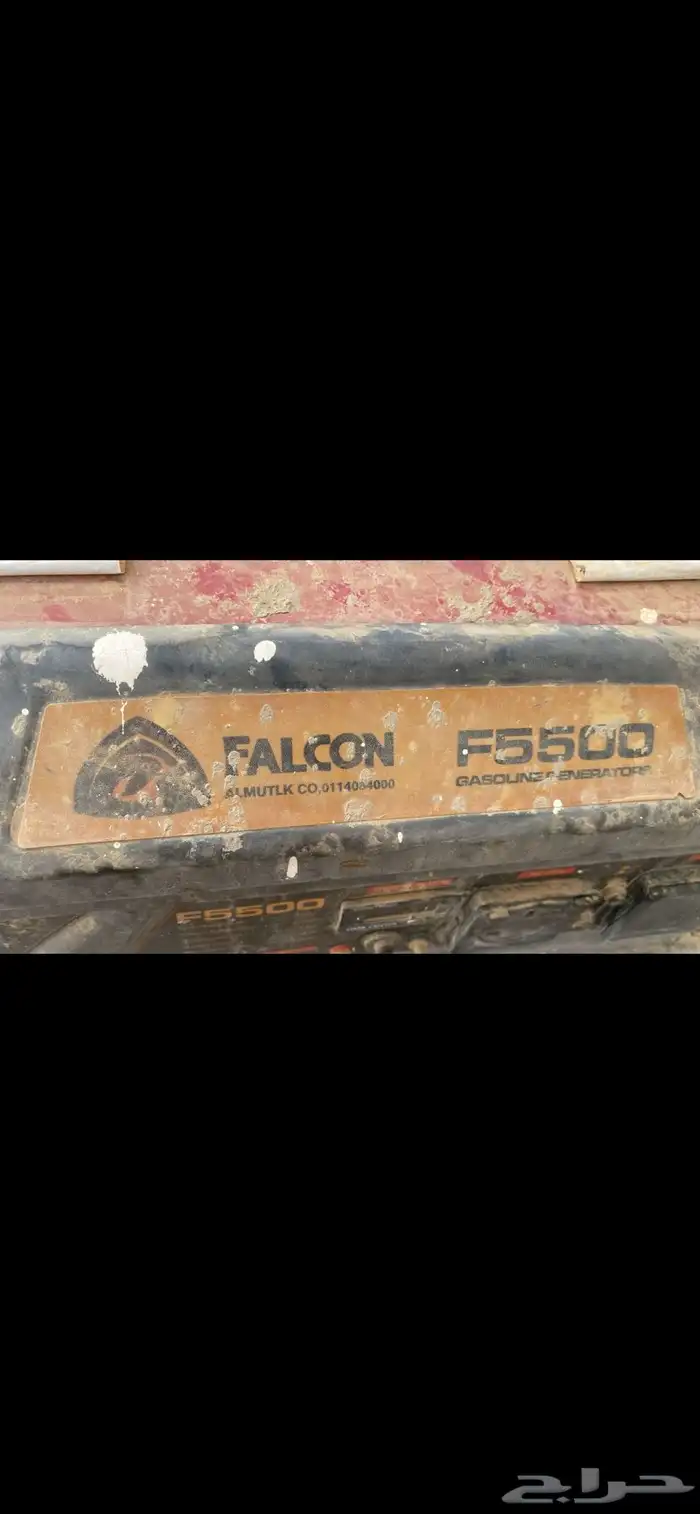 FALCON
ALMUTLK CO,0114084000
F5500
GASOLINE GENERATORS
F5500
حراج